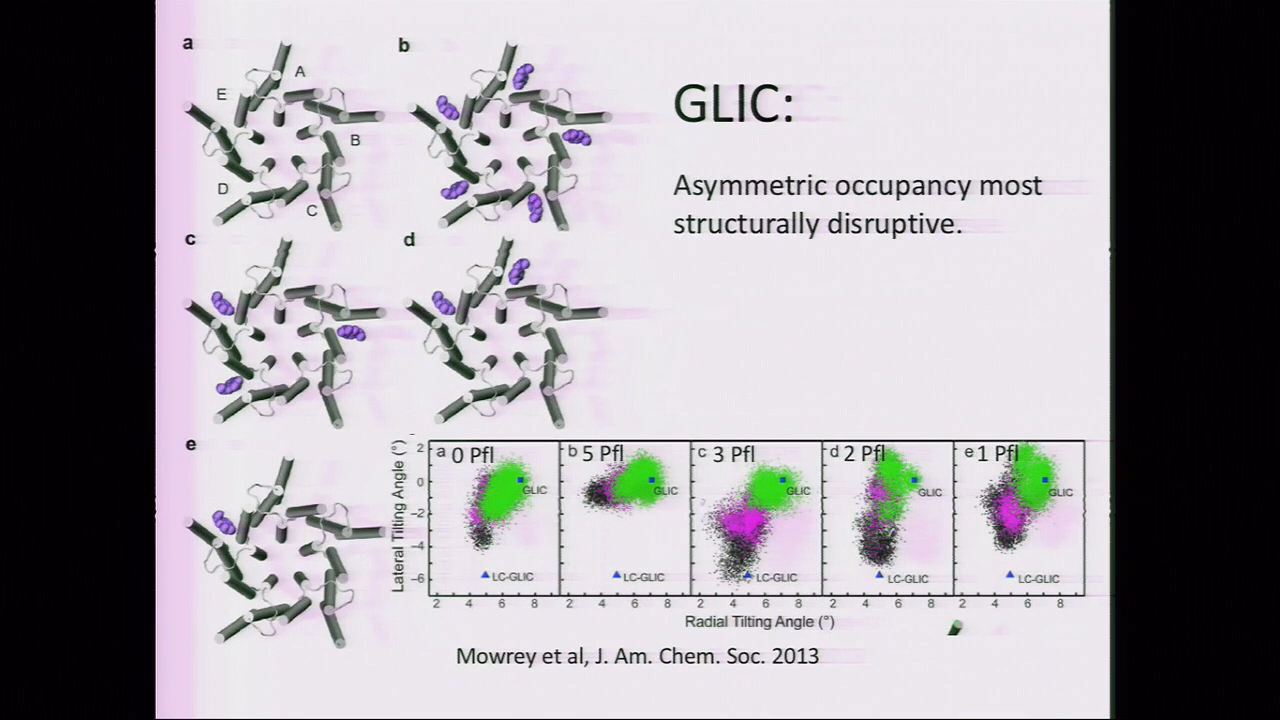 a
b
A
E
B
D
C
GLIC:
Asymmetric occupancy most
structurally disruptive.
c
d
e
Lateral Tilting Angle (°)
2
0
−2
−4
−6
a 0 Pfl
b 5 Pfl
c 3 Pfl
d 2 Pfl
e 1 Pfl
GLIC
GLIC
GLIC
GLIC
GLIC
LC-GLIC
LC-GLIC
LC-GLIC
LC-GLIC
LC-GLIC
2 4 6 8
2 4 6 8
2 4 6 8
2 4 6 8
2 4 6 8
Radial Tilting Angle (°)
Mowrey et al, J. Am. Chem. Soc. 2013